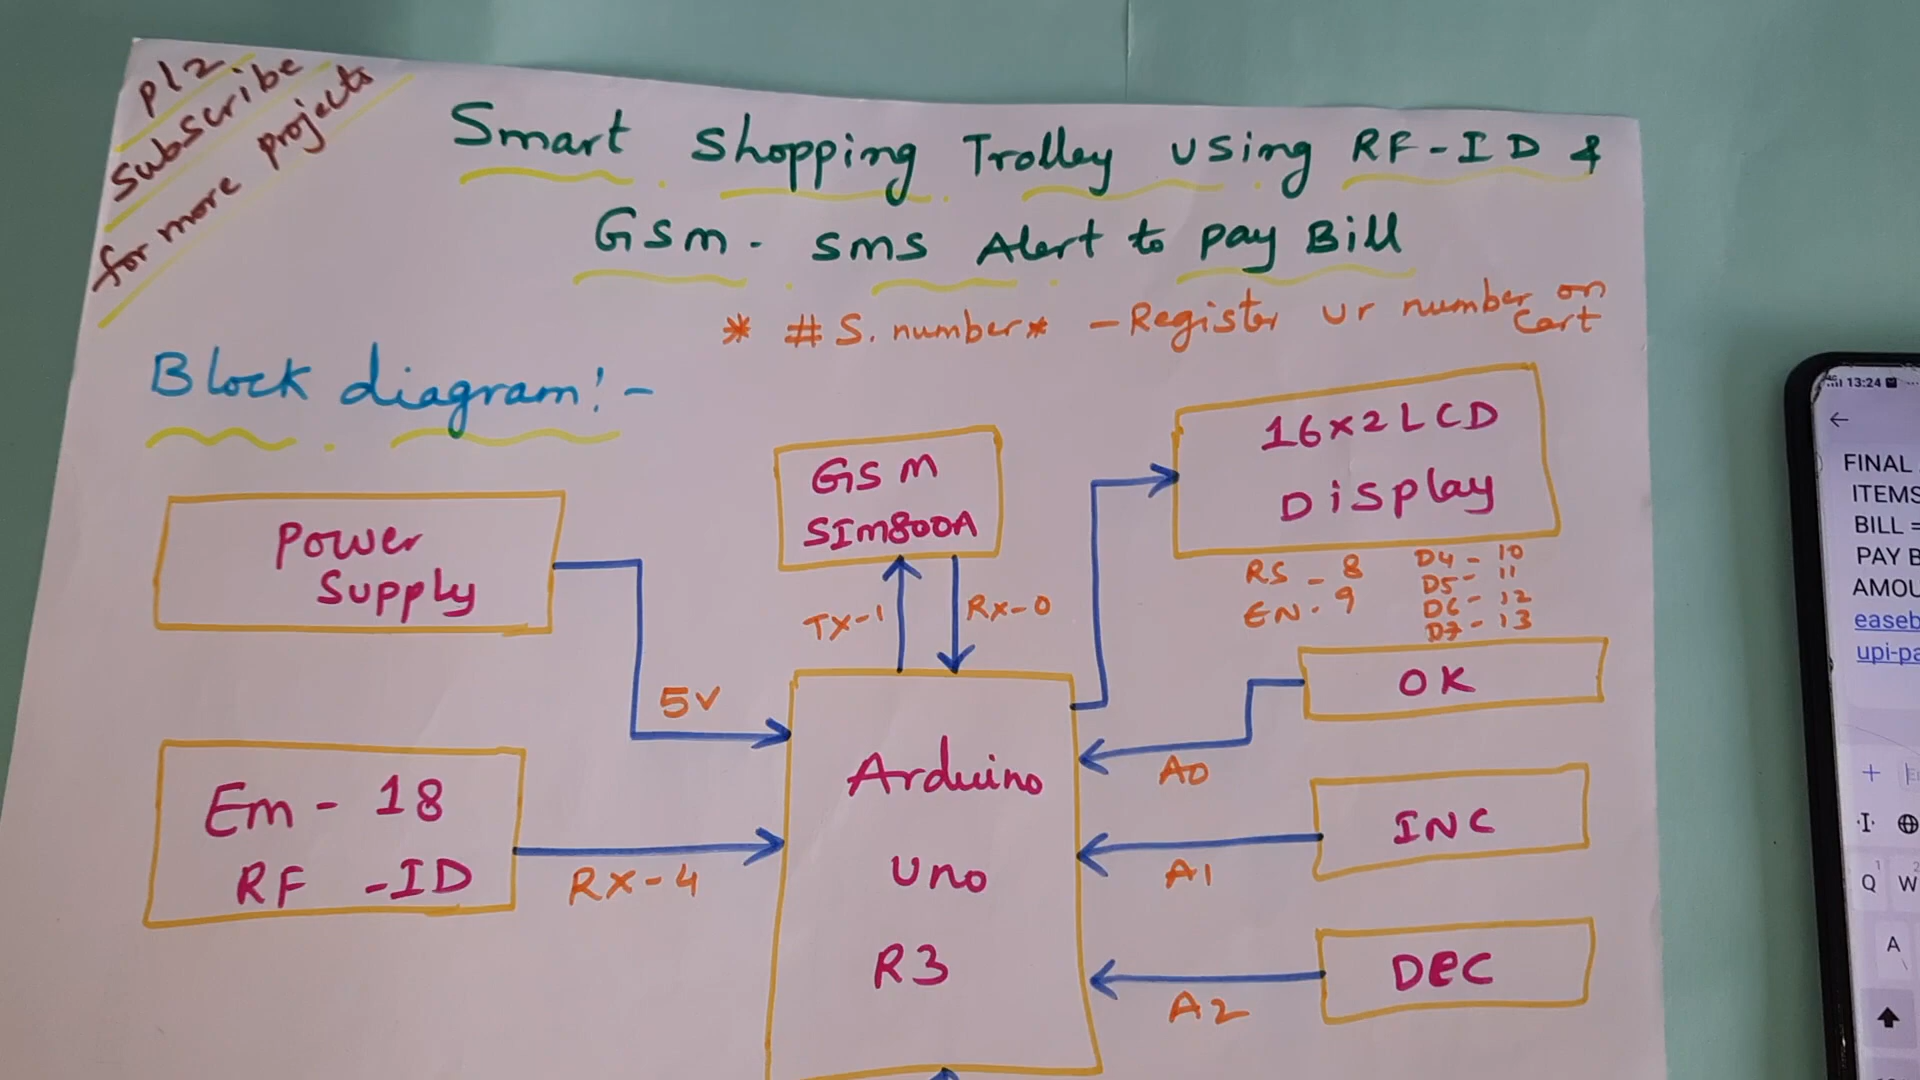 plz
Subscribe
for more projects
Smart Shopping Trolley using RF-ID &
GSM - SMS Alert to pay Bill
* #S.number* - Register ur number on
cart
Block diagram:-
Power
Supply
GSM
SIM800A
16x2 LCD
Display
RS - 8
EN - 9
D4 - 10
D5 - 11
D6 - 12
D7 - 13
TX-1
RX-0
5V
OK
A0
Em - 18
RF -ID
RX-4
Arduino
uno
R3
INC
A1
DEC
A2
13:24
FINAL
ITEMS
BILL =
PAY B
AMOU
easeb
upi-pa
Q W
A